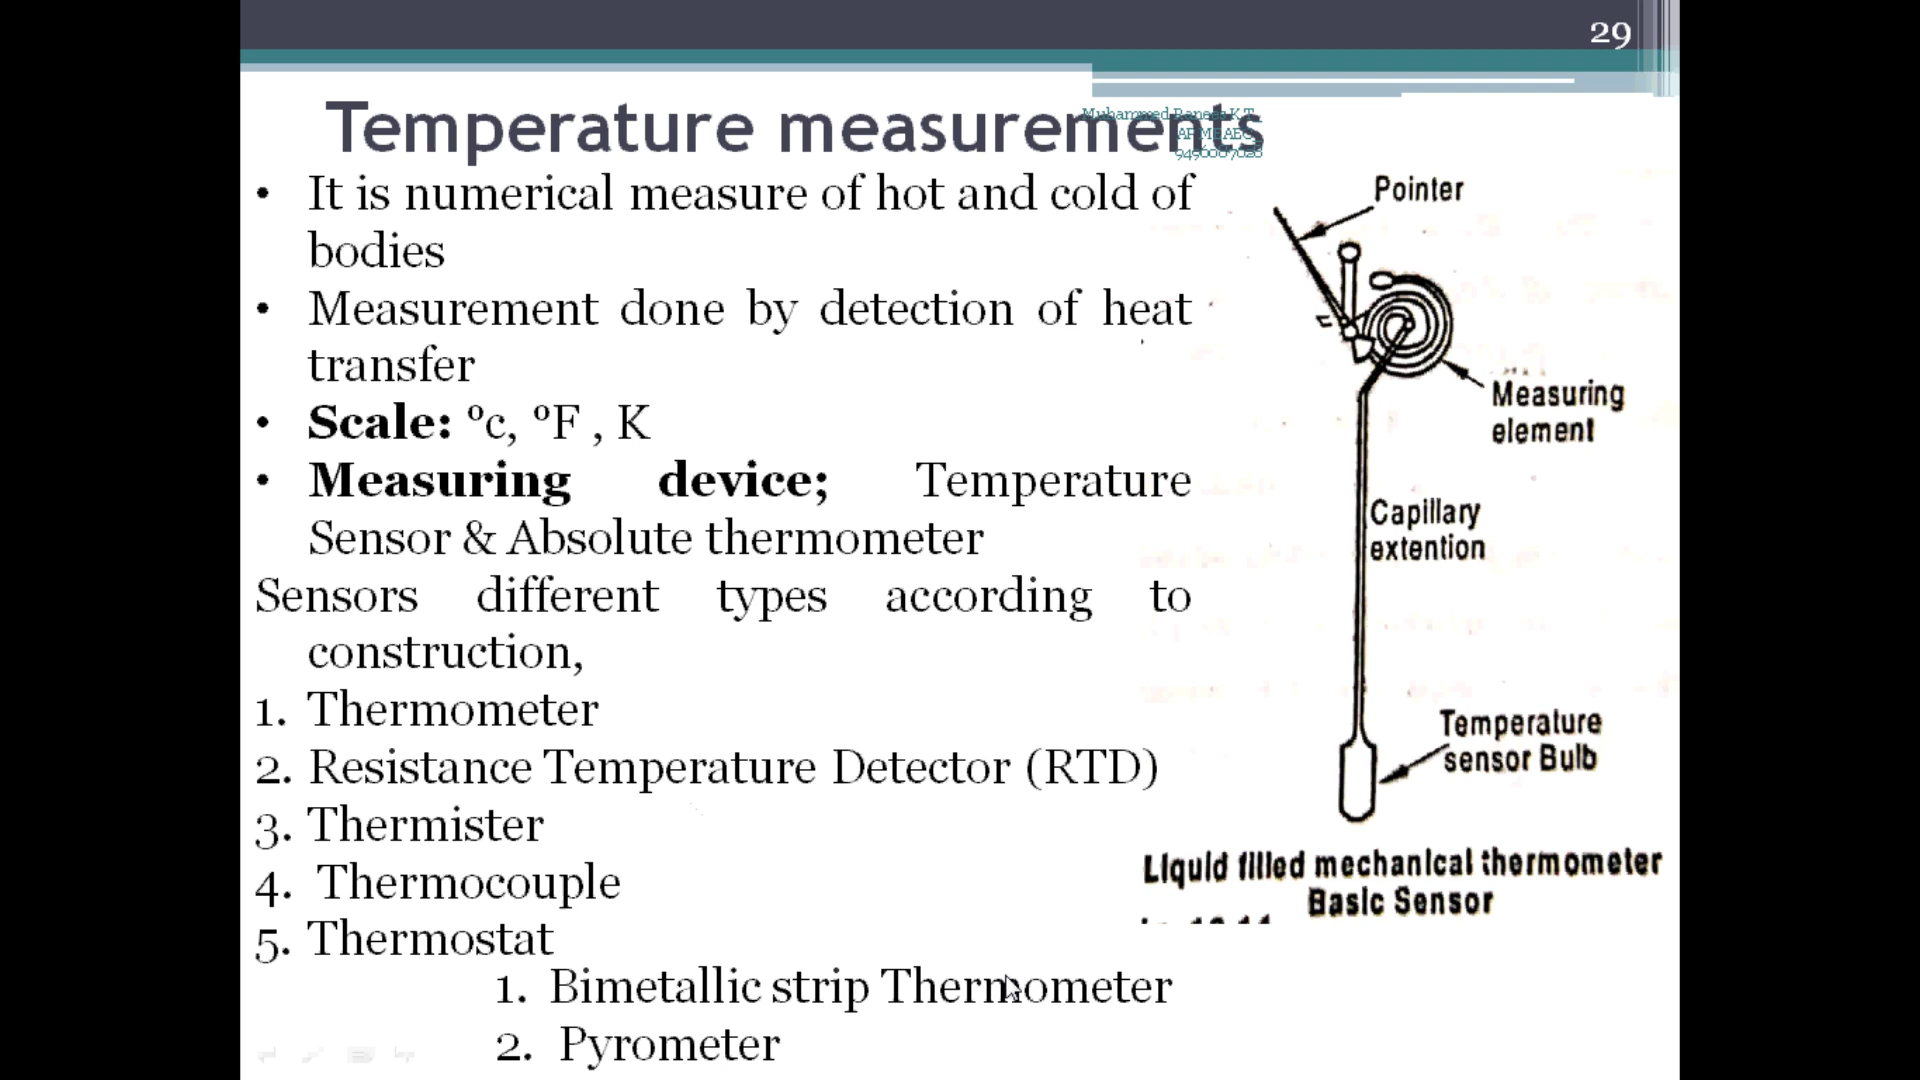 29
Temperature measurements
Muhammed
K.T
• It is numerical measure of hot and cold of
bodies
• Measurement done by detection of heat
transfer
• Scale: ºc, ºF , K
• Measuring device; Temperature
Sensor & Absolute thermometer
Sensors different types according to
construction,
1. Thermometer
2. Resistance Temperature Detector (RTD)
3. Thermister
4. Thermocouple
5. Thermostat
1. Bimetallic strip Thermometer
2. Pyrometer
Pointer
Measuring
element
Capillary
extention
Temperature
sensor Bulb
Liquid filled mechanical thermometer
Basic Sensor